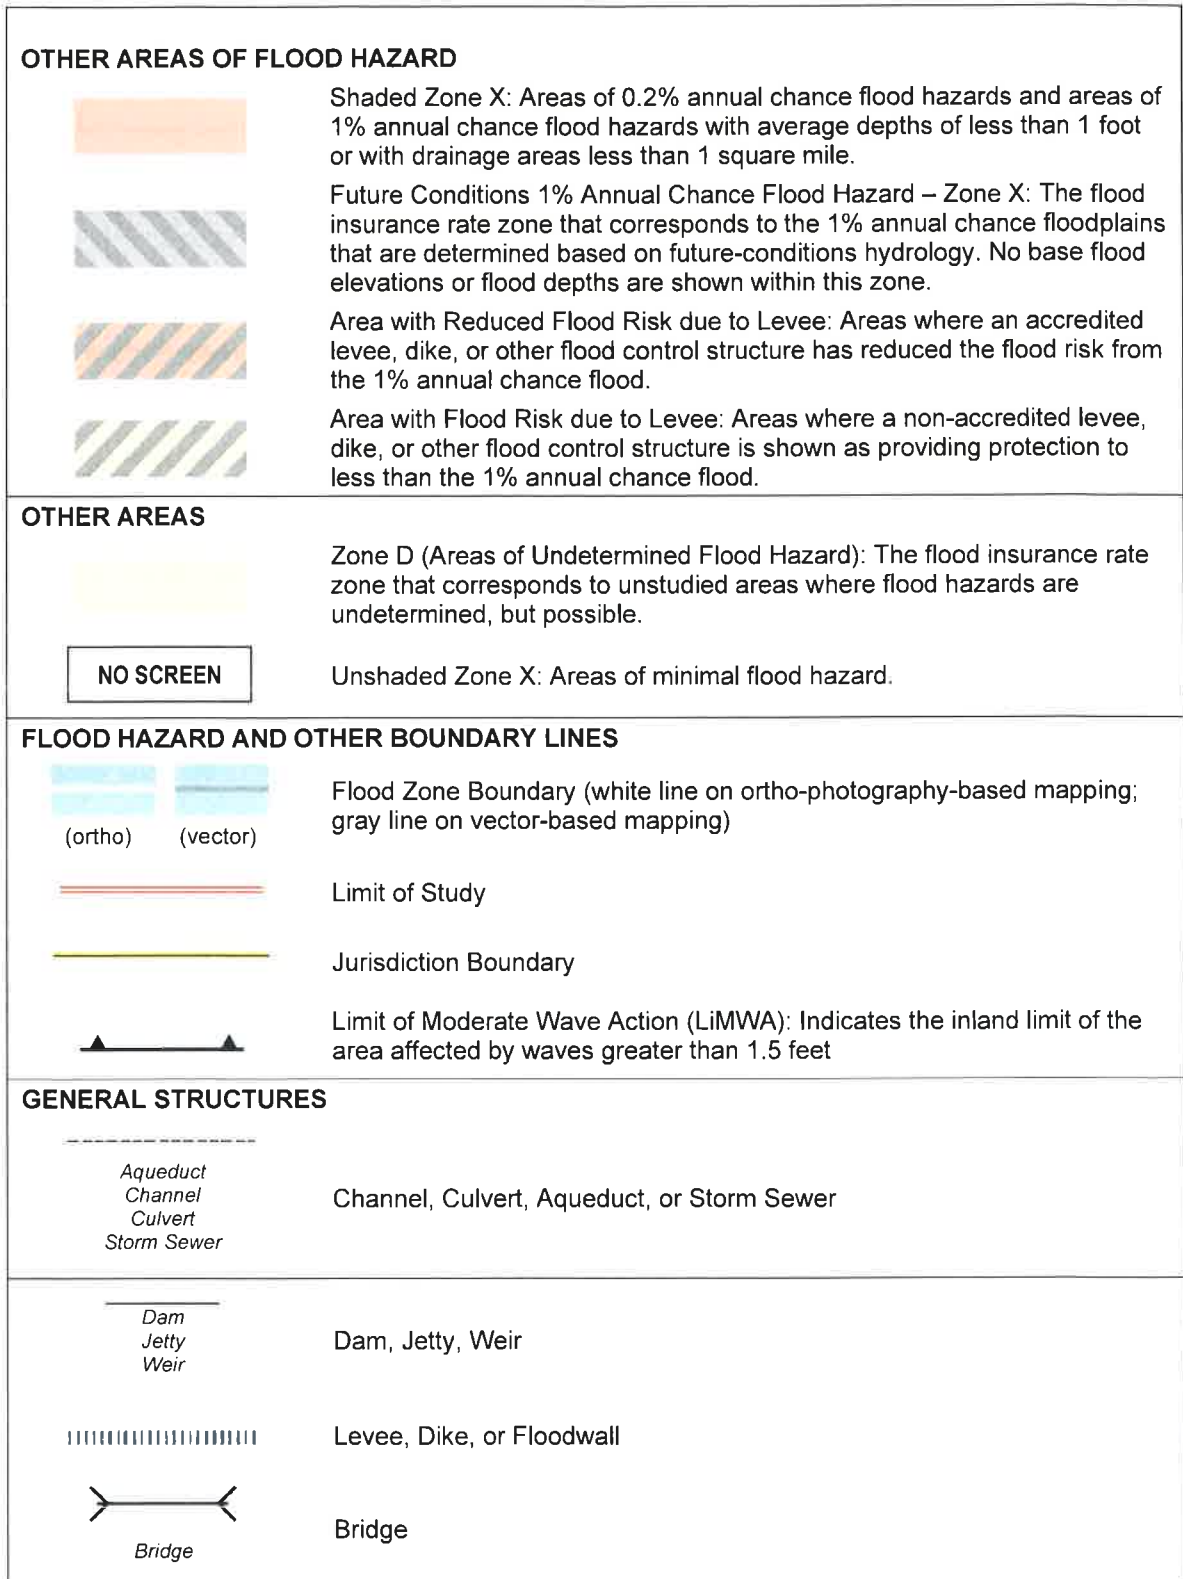 OTHER AREAS OF FLOOD HAZARD
Shaded Zone X: Areas of 0.2% annual chance flood hazards and areas of
1% annual chance flood hazards with average depths of less than 1 foot
or with drainage areas less than 1 square mile.
Future Conditions 1% Annual Chance Flood Hazard – Zone X: The flood
insurance rate zone that corresponds to the 1% annual chance floodplains
that are determined based on future-conditions hydrology. No base flood
elevations or flood depths are shown within this zone.
Area with Reduced Flood Risk due to Levee: Areas where an accredited
levee, dike, or other flood control structure has reduced the flood risk from
the 1% annual chance flood.
Area with Flood Risk due to Levee: Areas where a non-accredited levee,
dike, or other flood control structure is shown as providing protection to
less than the 1% annual chance flood.
OTHER AREAS
Zone D (Areas of Undetermined Flood Hazard): The flood insurance rate
zone that corresponds to unstudied areas where flood hazards are
undetermined, but possible.
NO SCREEN
Unshaded Zone X: Areas of minimal flood hazard.
FLOOD HAZARD AND OTHER BOUNDARY LINES
(ortho) (vector)
Flood Zone Boundary (white line on ortho-photography-based mapping;
gray line on vector-based mapping)
Limit of Study
Jurisdiction Boundary
Limit of Moderate Wave Action (LiMWA): Indicates the inland limit of the
area affected by waves greater than 1.5 feet
GENERAL STRUCTURES
Aqueduct
Channel
Culvert
Storm Sewer
Channel, Culvert, Aqueduct, or Storm Sewer
Dam
Jetty
Weir
Dam, Jetty, Weir
Levee, Dike, or Floodwall
Bridge
Bridge